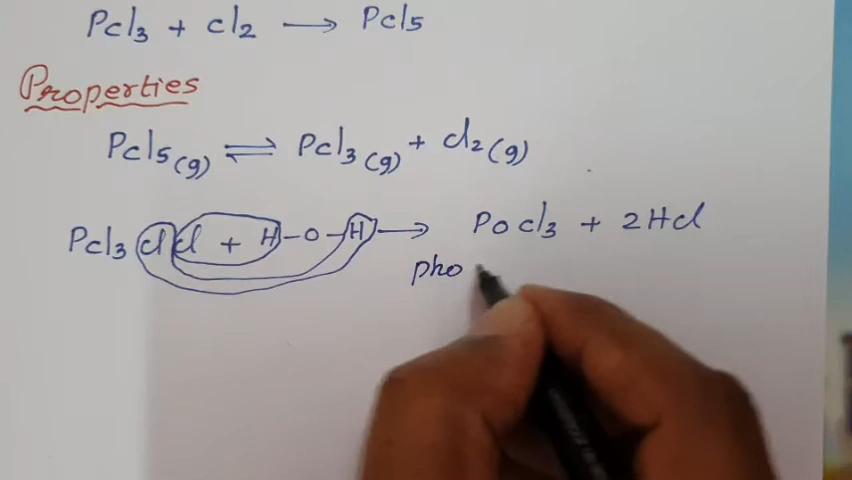 Pcl3 + cl2 → Pcl5
Properties
Pcl5(g) ⇌ Pcl3(g) + cl2(g)
Pcl3 cl cl + H-O-H → Pocl3 + 2Hcl
pho